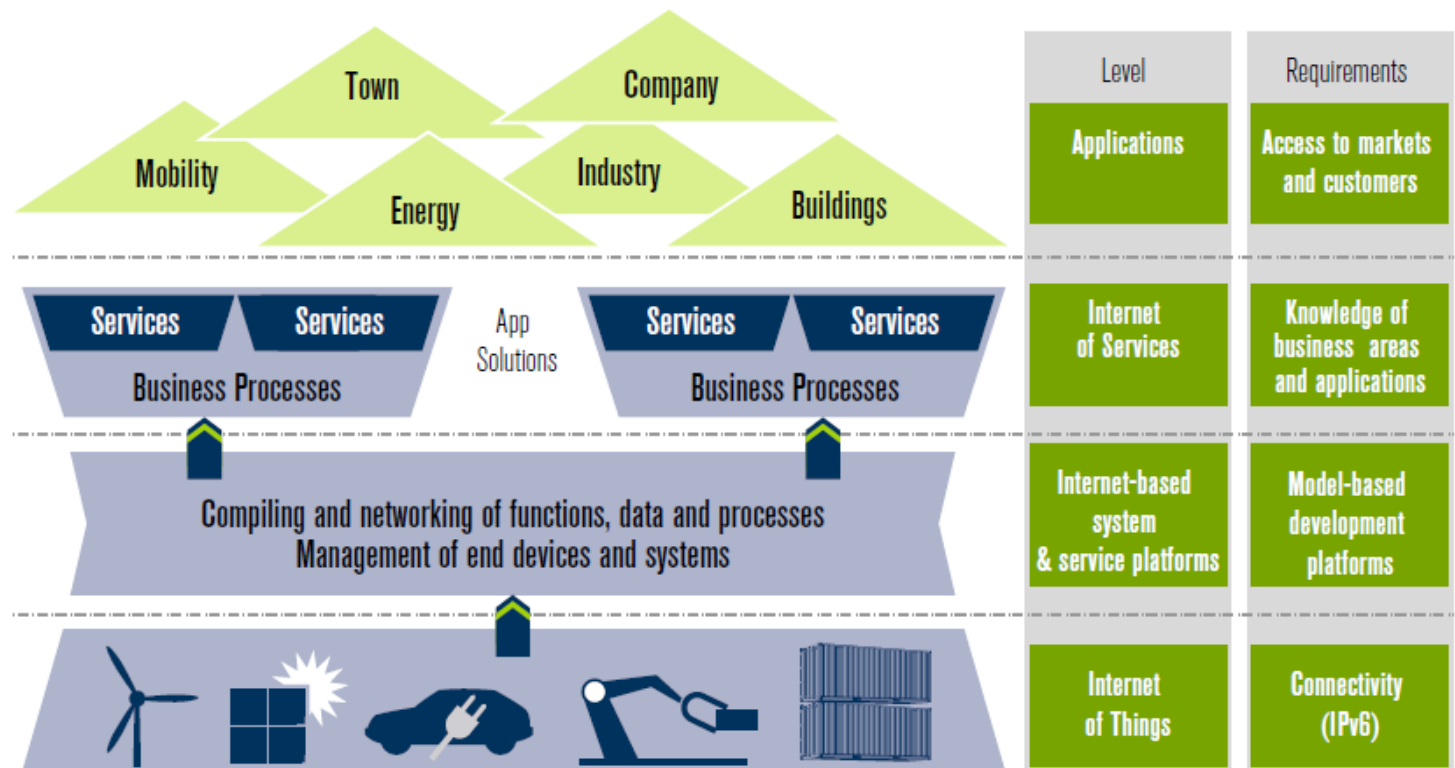 Town
Company
Mobility
Industry
Energy
Buildings
Level
Requirements
Applications
Access to markets
and customers
Services
Services
App
Solutions
Services
Services
Business Processes
Business Processes
Internet
of Services
Knowledge of
business areas
and applications
Compiling and networking of functions, data and processes
Management of end devices and systems
Internet-based
system
& service platforms
Model-based
development
platforms
Internet
of Things
Connectivity
(IPv6)